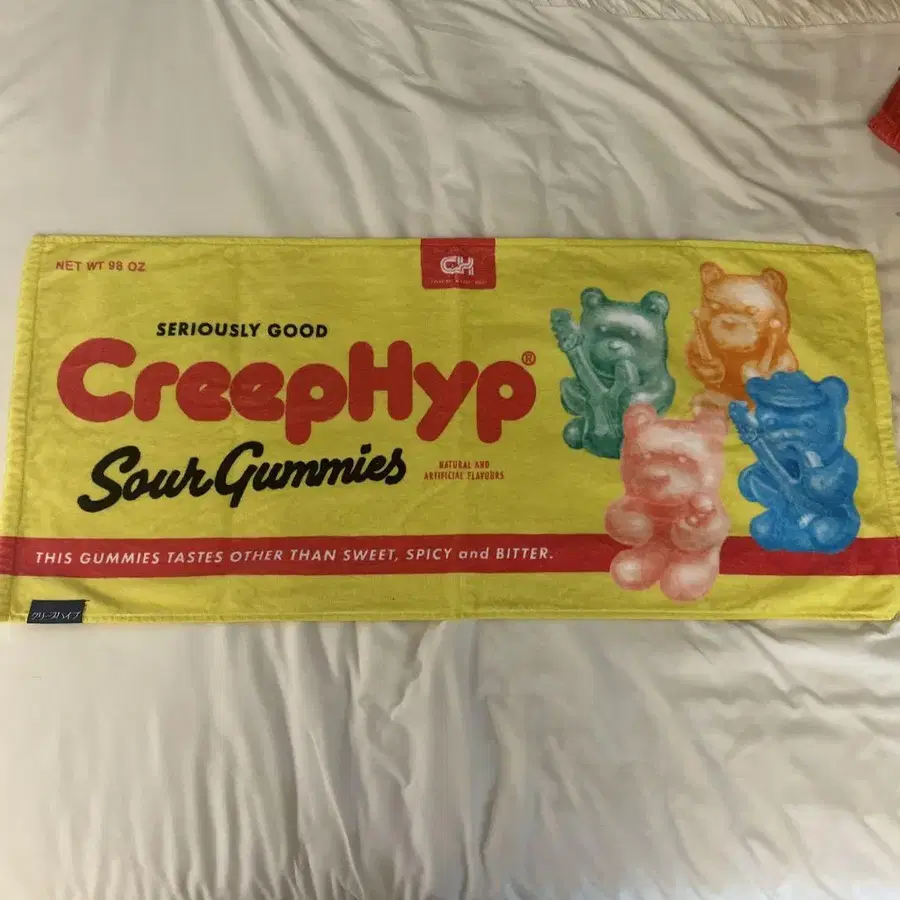 NET WT 98 OZ
CH
SERIOUSLY GOOD
CreepHyp®
Sour Gummies
NATURAL AND
ARTIFICIAL FLAVOURS
THIS GUMMIES TASTES OTHER THAN SWEET, SPICY and BITTER.
クリープハイプ